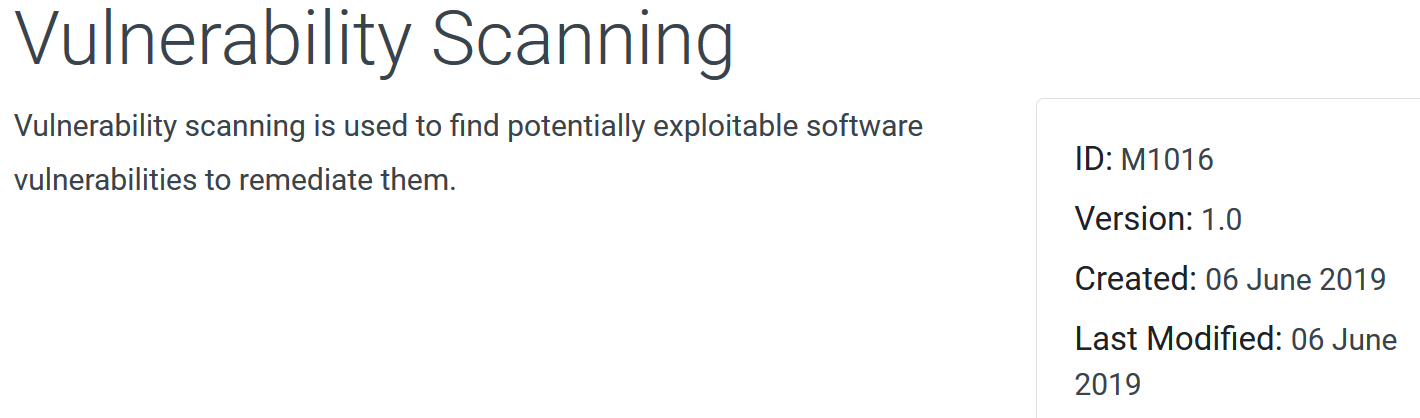 Vulnerability Scanning
Vulnerability scanning is used to find potentially exploitable software
vulnerabilities to remediate them.
ID: M1016
Version: 1.0
Created: 06 June 2019
Last Modified: 06 June
2019